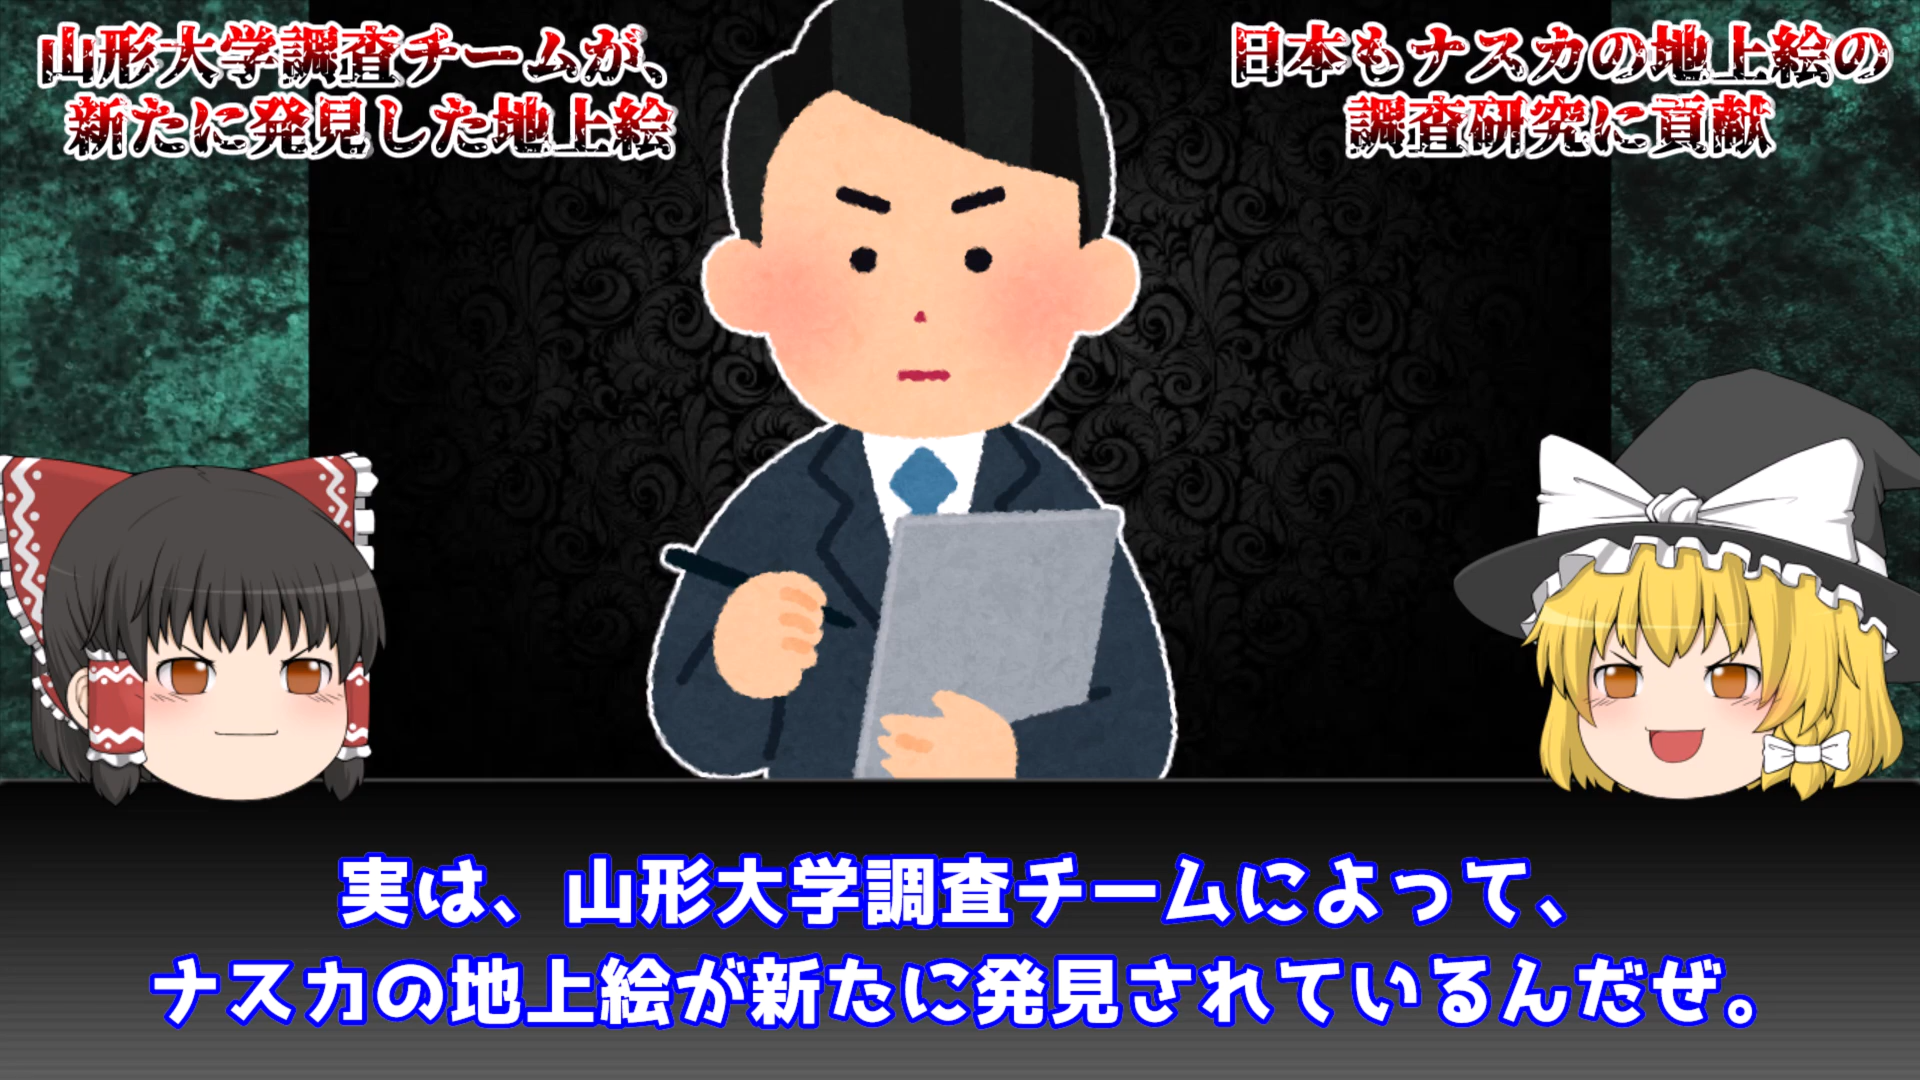 山形大学調査チームが、
新たに発見した地上絵
日本もナスカの地上絵の
調査研究に貢献
実は、山形大学調査チームによって、
ナスカの地上絵が新たに発見されているんだぜ。